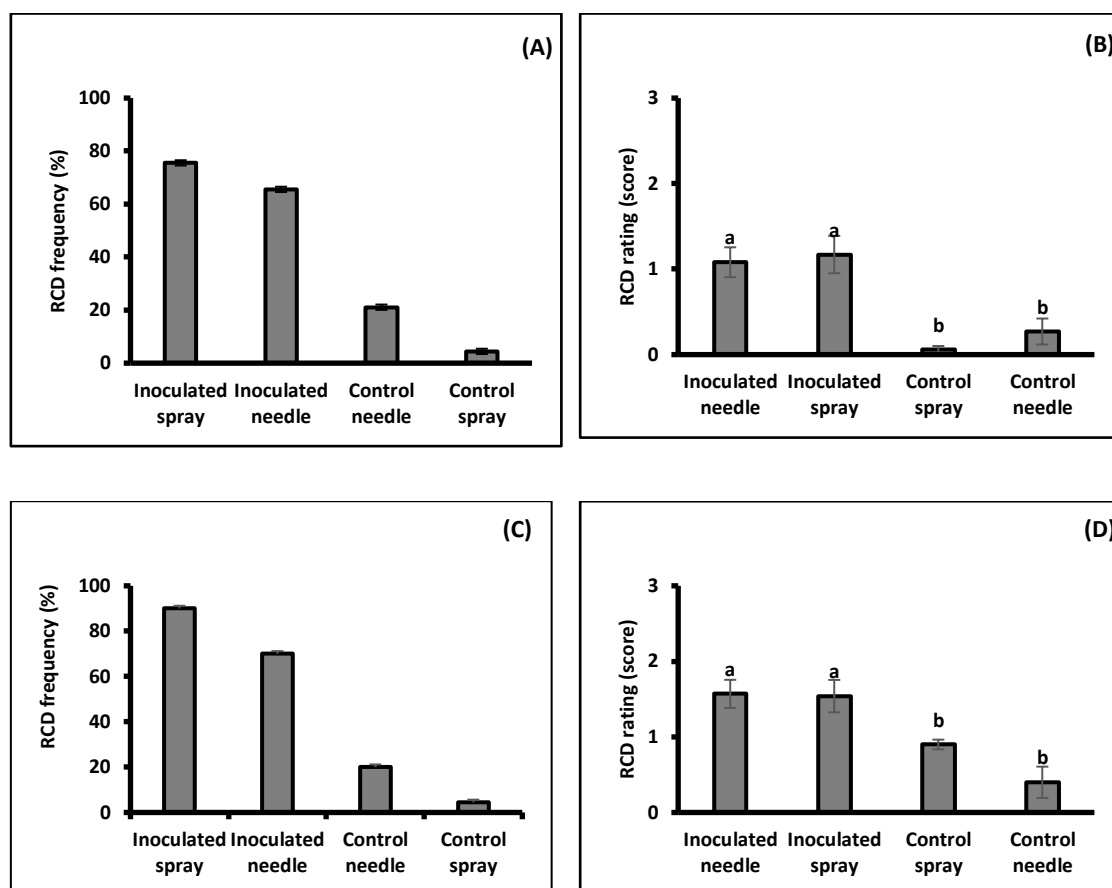 (A)
RCD frequency (%)
100
80
60
40
20
0
Inoculated spray
Inoculated needle
Control needle
Control spray
(B)
RCD rating (score)
3
2
1
0
a
a
b
b
Inoculated needle
Inoculated spray
Control spray
Control needle
(C)
RCD frequency (%)
100
80
60
40
20
0
Inoculated spray
Inoculated needle
Control needle
Control spray
(D)
RCD rating (score)
3
2
1
0
a
a
b
b
Inoculated needle
Inoculated spray
Control spray
Control needle